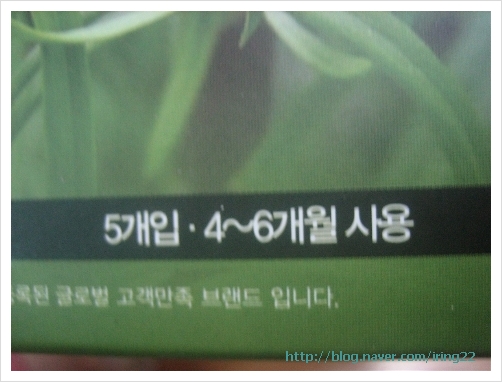 5개입 · 4~6개월 사용
글로벌 고객만족 브랜드 입니다.
http://blog.naver.com/iring22